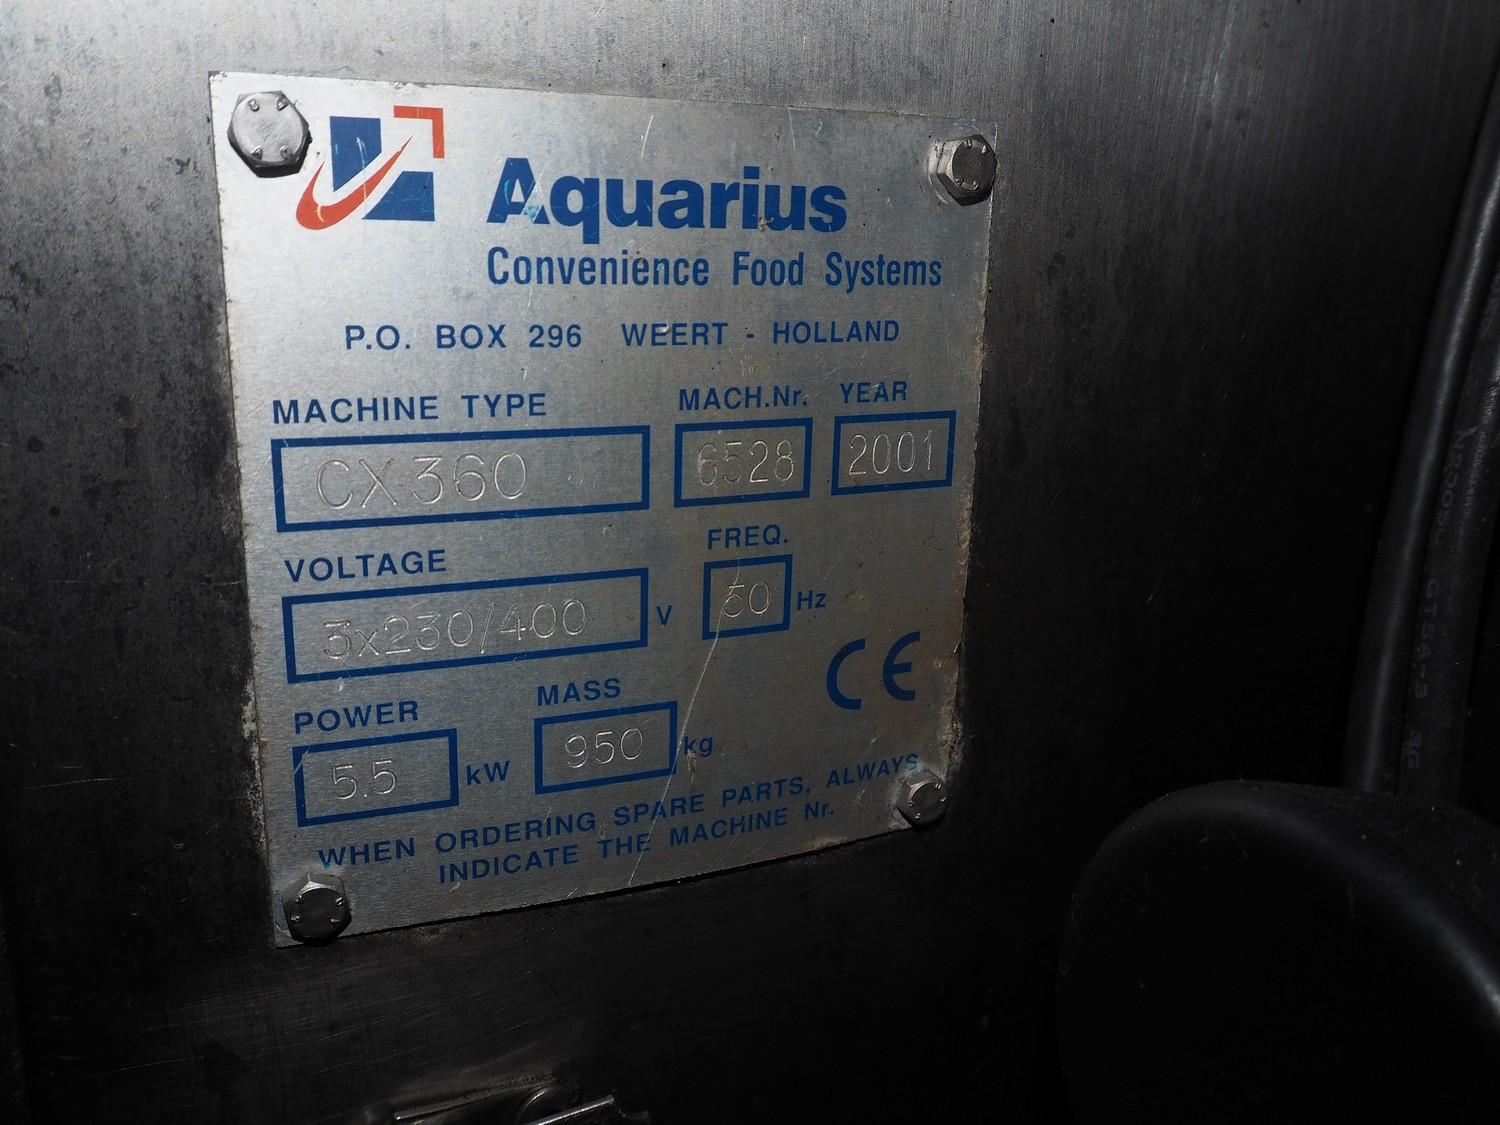 Aquarius
Convenience Food Systems
P.O. BOX 296 WEERT - HOLLAND
MACHINE TYPE MACH.Nr. YEAR
CX360 6528 2001
VOLTAGE FREQ.
3x230/400 V 50 Hz
POWER MASS
5.5 kW 950 kg
CE
WHEN ORDERING SPARE PARTS, ALWAYS
INDICATE THE MACHINE Nr.